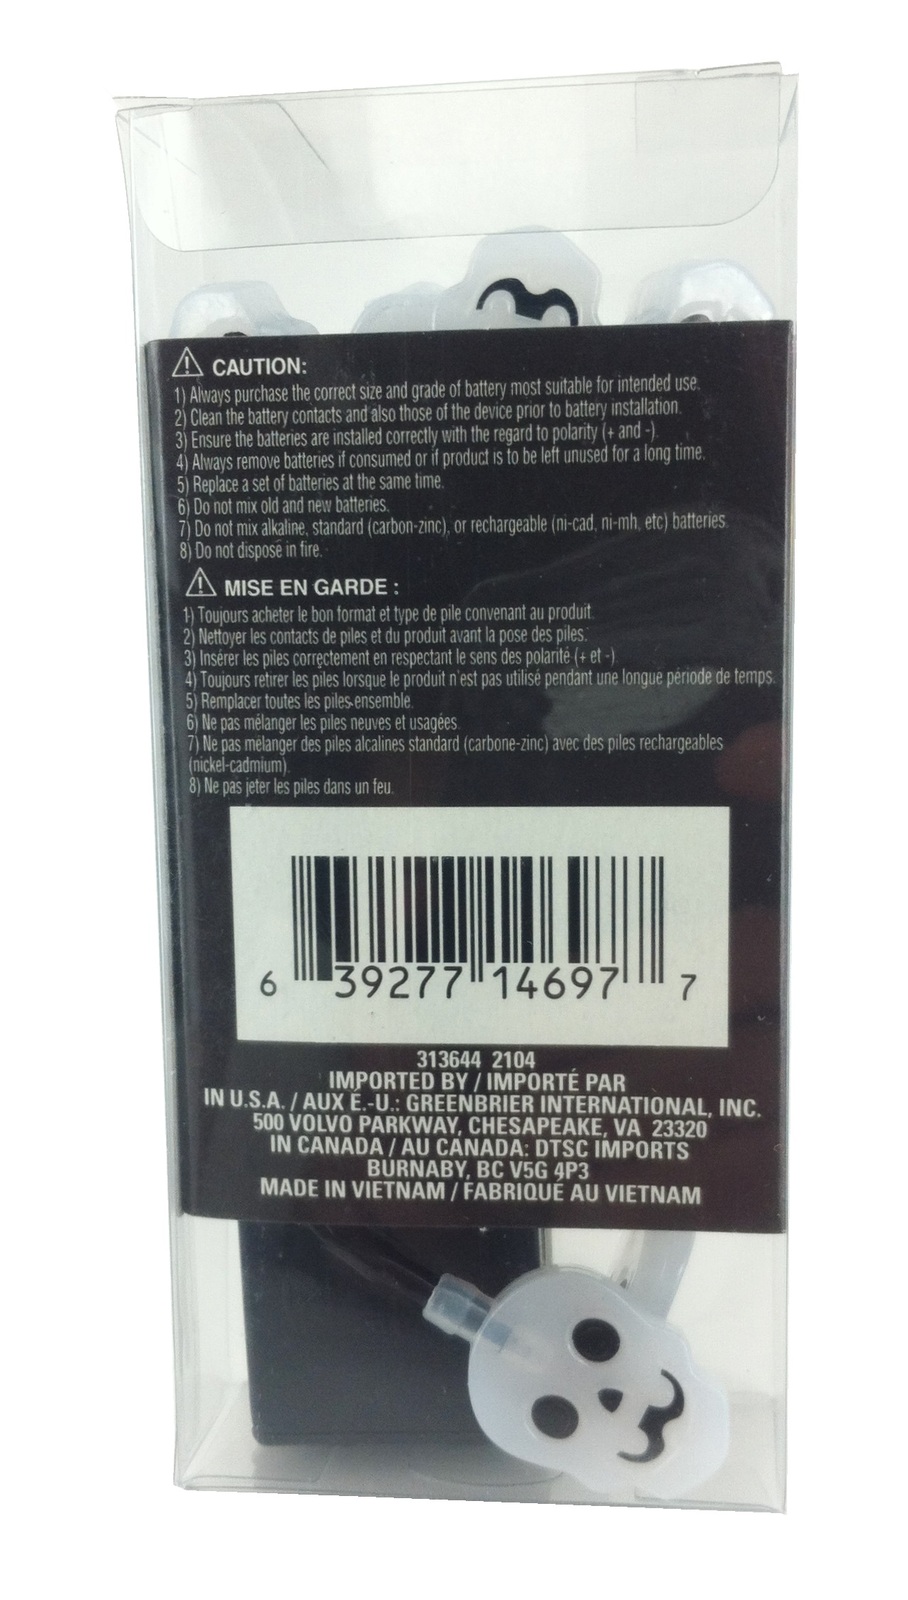 CAUTION:
1) Always purchase the correct size and grade of battery most suitable for intended use.
2) Clean the battery contacts and also those of the device prior to battery installation.
3) Ensure the batteries are installed correctly with the regard to polarity (+ and -).
4) Always remove batteries if consumed or if product is to be left unused for a long time.
5) Replace a set of batteries at the same time.
6) Do not mix old and new batteries.
7) Do not mix alkaline, standard (carbon-zinc), or rechargeable (ni-cad, ni-mh, etc) batteries.
8) Do not dispose in fire.
MISE EN GARDE :
1) Toujours acheter le bon format et type de pile convenant au produit.
2) Nettoyer les contacts de piles et du produit avant la pose des piles.
3) Insérer les piles correctement en respectant le sens des polarité (+ et -).
4) Toujours retirer les piles lorsque le produit n'est pas utilisé pendant une longue période de temps.
5) Remplacer toutes les piles ensemble.
6) Ne pas mélanger les piles neuves et usagées.
7) Ne pas mélanger des piles alcalines standard (carbone-zinc) avec des piles rechargeables
(nickel-cadmium).
8) Ne pas jeter les piles dans un feu.
6 39277 14697 7
313644 2104
IMPORTED BY / IMPORTÉ PAR
IN U.S.A. / AUX É.-U.: GREENBRIER INTERNATIONAL, INC.
500 VOLVO PARKWAY, CHESAPEAKE, VA 23320
IN CANADA / AU CANADA: DTSC IMPORTS
BURNABY, BC V5G 4P3
MADE IN VIETNAM / FABRIQUÉ AU VIETNAM